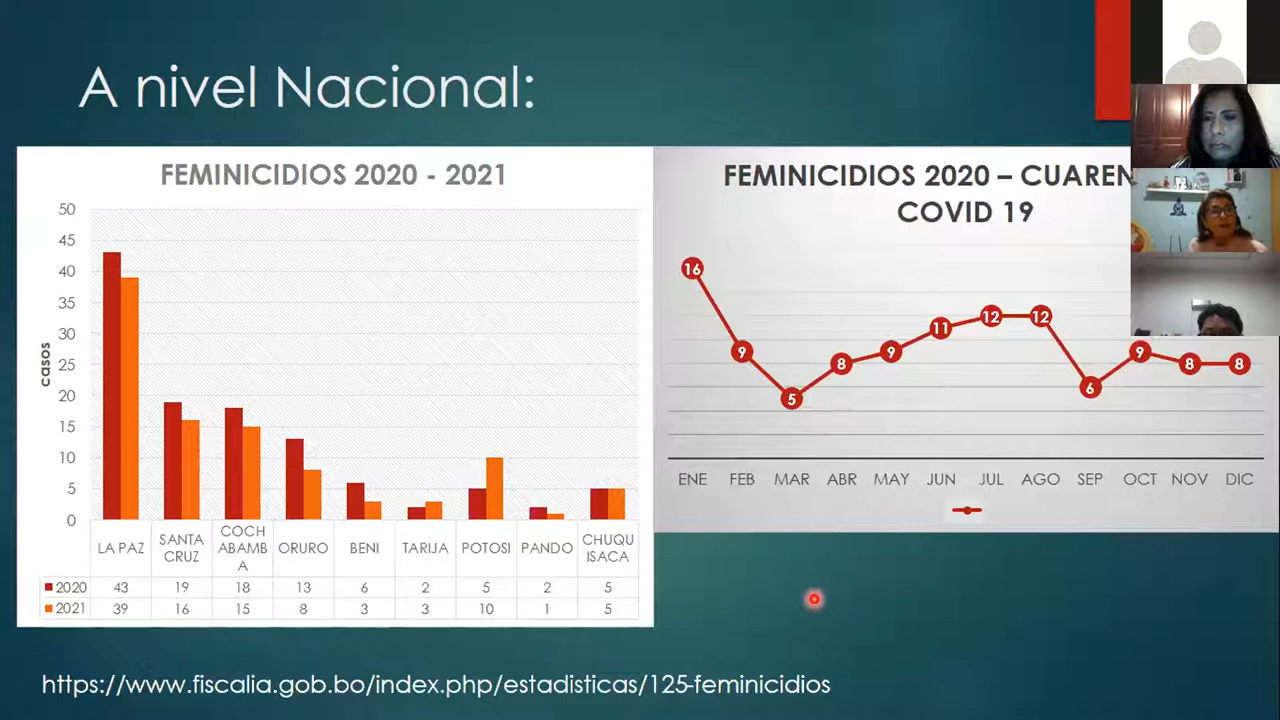 A nivel Nacional:
FEMINICIDIOS 2020 - 2021
50
45
40
35
30
25
20
15
10
5
0
casos
LA PAZ
SANTA
CRUZ
COCH
ABAMB
A
ORURO
BENI
TARIJA
POTOSI
PANDO
CHUQU
ISACA
2020 43 19 18 13 6 2 5 2 5
2021 39 16 15 8 3 3 10 1 5
FEMINICIDIOS 2020 – CUAREN
COVID 19
16 9 5 8 9 11 12 12 6 9 8 8
ENE FEB MAR ABR MAY JUN JUL AGO SEP OCT NOV DIC
https://www.fiscalia.gob.bo/index.php/estadisticas/125-feminicidios